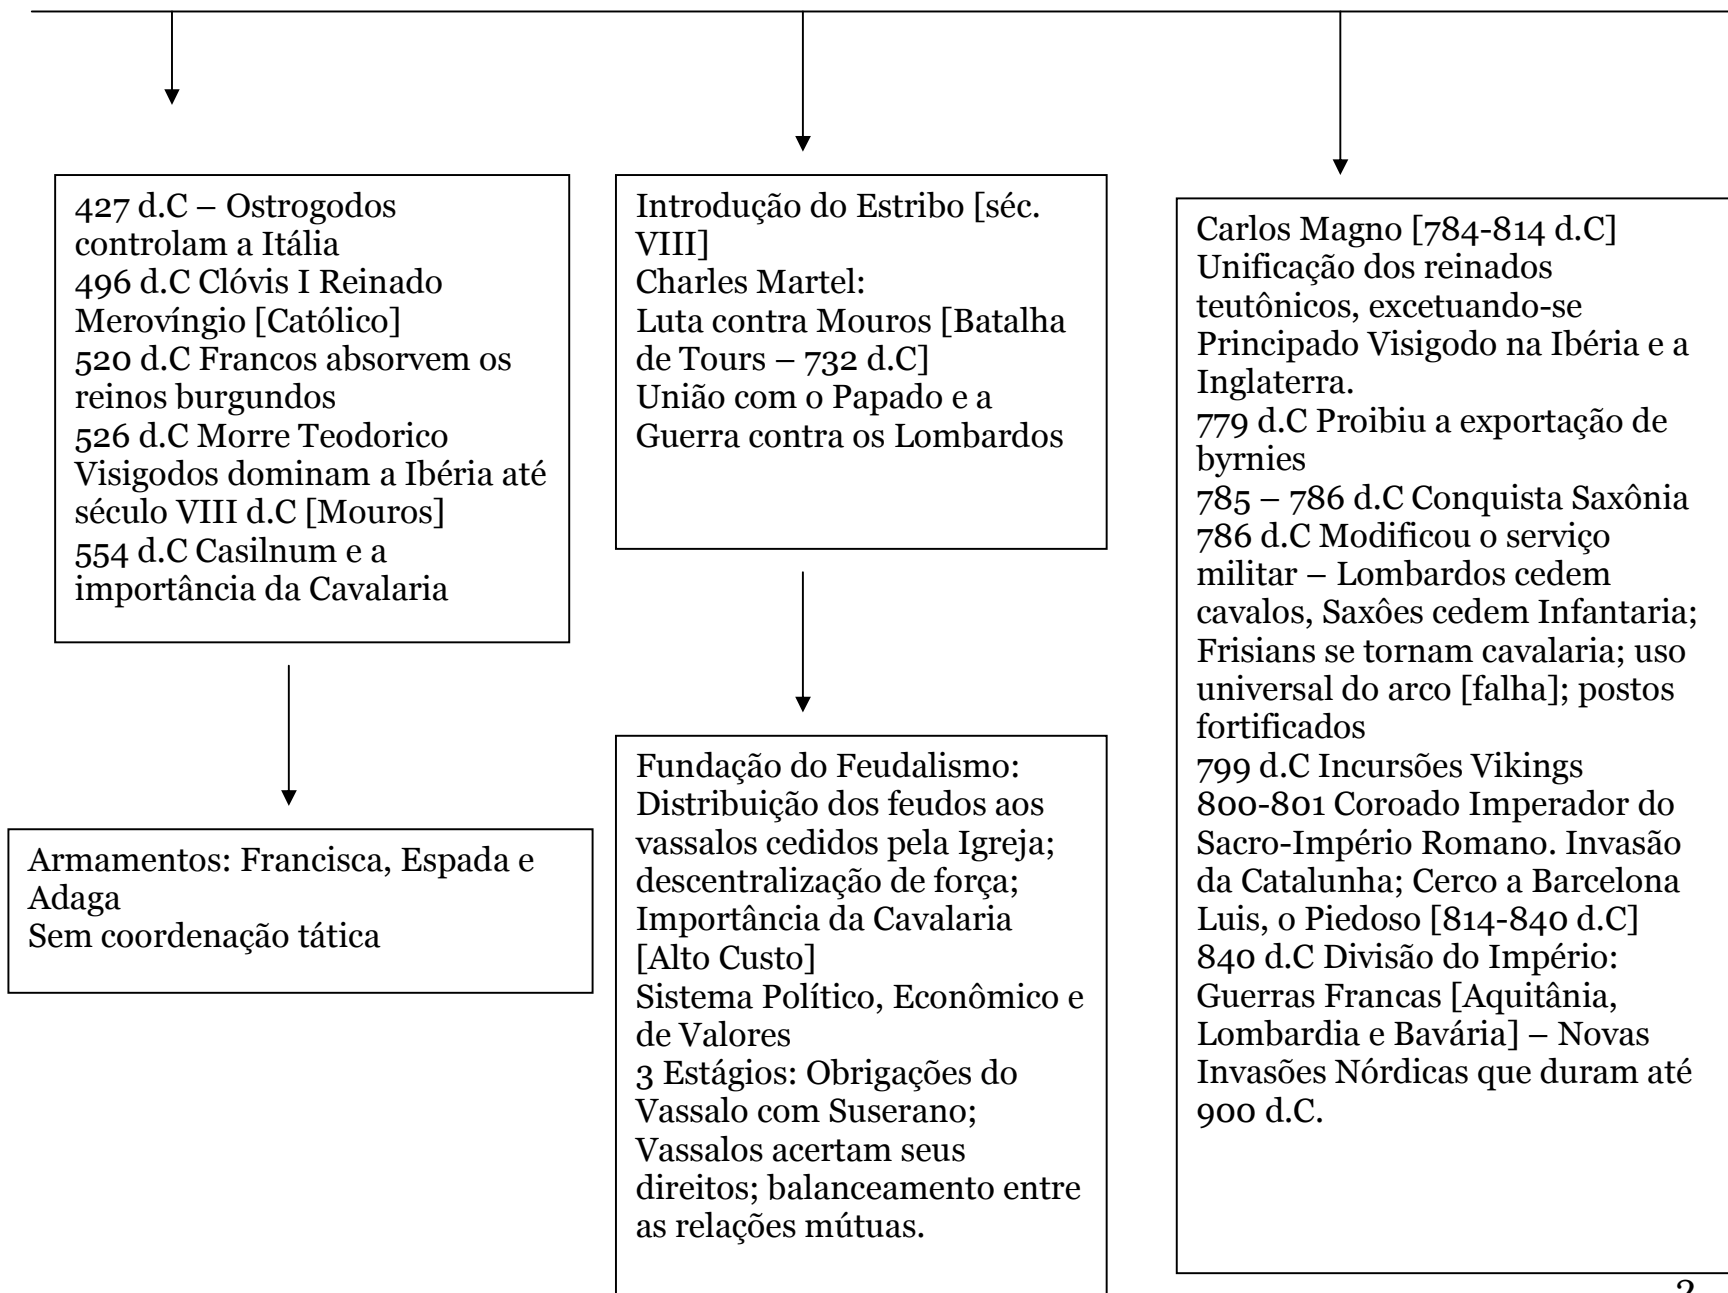 427 d.C – Ostrogodos
controlam a Itália
496 d.C Clóvis I Reinado
Merovíngio [Católico]
520 d.C Francos absorvem os
reinos burgundos
526 d.C Morre Teodorico
Visigodos dominam a Ibéria até
século VIII d.C [Mouros]
554 d.C Casilnum e a
importância da Cavalaria
Armamentos: Francisca, Espada e
Adaga
Sem coordenação tática
Introdução do Estribo [séc.
VIII]
Charles Martel:
Luta contra Mouros [Batalha
de Tours – 732 d.C]
União com o Papado e a
Guerra contra os Lombardos
Fundação do Feudalismo:
Distribuição dos feudos aos
vassalos cedidos pela Igreja;
descentralização de força;
Importância da Cavalaria
[Alto Custo]
Sistema Político, Econômico e
de Valores
3 Estágios: Obrigações do
Vassalo com Suserano;
Vassalos acertam seus
direitos; balanceamento entre
as relações mútuas.
Carlos Magno [784-814 d.C]
Unificação dos reinados
teutônicos, excetuando-se
Principado Visigodo na Ibéria e a
Inglaterra.
779 d.C Proibiu a exportação de
byrnies
785 – 786 d.C Conquista Saxônia
786 d.C Modificou o serviço
militar – Lombardos cedem
cavalos, Saxôes cedem Infantaria;
Frisians se tornam cavalaria; uso
universal do arco [falha]; postos
fortificados
799 d.C Incursões Vikings
800-801 Coroado Imperador do
Sacro-Império Romano. Invasão
da Catalunha; Cerco a Barcelona
Luis, o Piedoso [814-840 d.C]
840 d.C Divisão do Império:
Guerras Francas [Aquitânia,
Lombardia e Bavária] – Novas
Invasões Nórdicas que duram até
900 d.C.